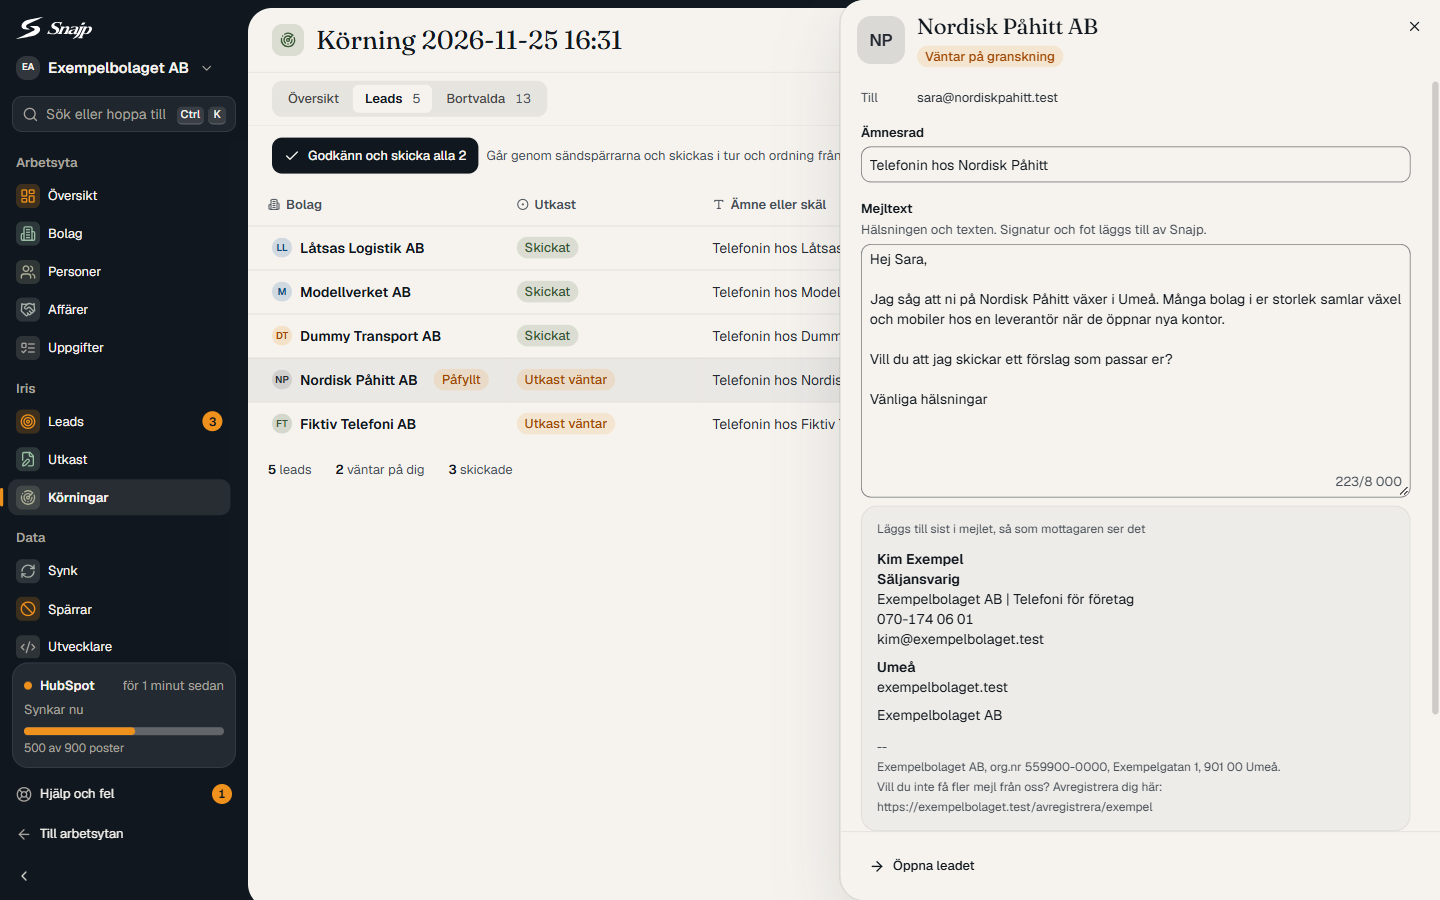 Snajp
EA Exempelbolaget AB
Sök eller hoppa till Ctrl K
Arbetsyta
Översikt
Bolag
Personer
Affärer
Uppgifter
Iris
Leads 3
Utkast
Körningar
Data
Synk
Spärrar
Utvecklare
HubSpot för 1 minut sedan
Synkar nu
500 av 900 poster
Hjälp och fel 1
Till arbetsytan
Körning 2026-11-25 16:31
Översikt Leads 5 Bortvalda 13
Godkänn och skicka alla 2 Går genom sändspärrarna och skickas i tur och ordning från
Bolag Utkast Ämne eller skäl
LL Låtsas Logistik AB Skickat Telefonin hos Låtsas
M Modellverket AB Skickat Telefonin hos Model
DT Dummy Transport AB Skickat Telefonin hos Dumm
NP Nordisk Påhitt AB Påfyllt Utkast väntar Telefonin hos Nordis
FT Fiktiv Telefoni AB Utkast väntar Telefonin hos Fiktiv
5 leads 2 väntar på dig 3 skickade
NP
Nordisk Påhitt AB
Väntar på granskning
Till sara@nordiskpahitt.test
Ämnesrad
Telefonin hos Nordisk Påhitt
Mejltext
Hälsningen och texten. Signatur och fot läggs till av Snajp.
Hej Sara,
Jag såg att ni på Nordisk Påhitt växer i Umeå. Många bolag i er storlek samlar växel
och mobiler hos en leverantör när de öppnar nya kontor.
Vill du att jag skickar ett förslag som passar er?
Vänliga hälsningar
223/8 000
Läggs till sist i mejlet, så som mottagaren ser det
Kim Exempel
Säljansvarig
Exempelbolaget AB | Telefoni för företag
070-174 06 01
kim@exempelbolaget.test
Umeå
exempelbolaget.test
Exempelbolaget AB
--
Exempelbolaget AB, org.nr 559900-0000, Exempelgatan 1, 901 00 Umeå.
Vill du inte få fler mejl från oss? Avregistrera dig här:
https://exempelbolaget.test/avregistrera/exempel
Öppna leadet